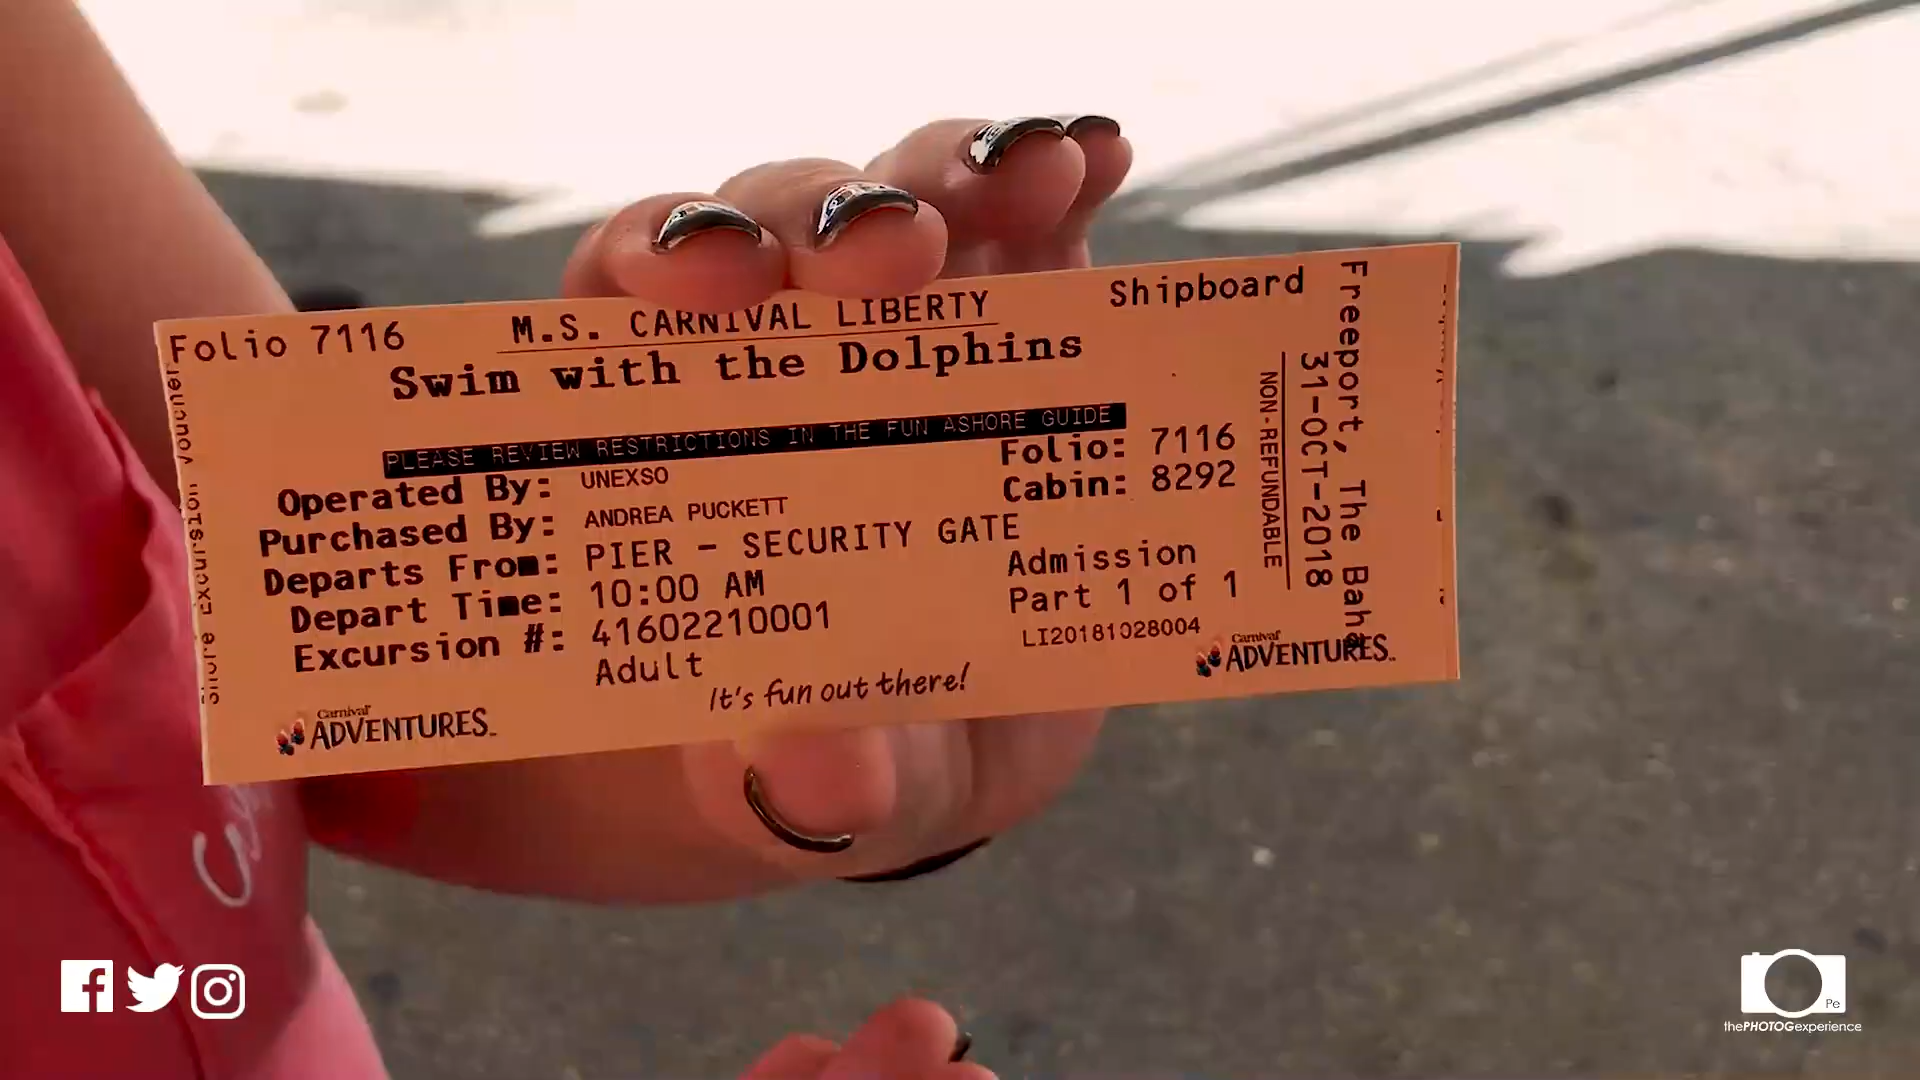 Folio 7116
M.S. CARNIVAL LIBERTY
Shipboard
Swim with the Dolphins
PLEASE REVIEW RESTRICTIONS IN THE FUN ASHORE GUIDE
Operated By: UNEXSO
Folio: 7116
Purchased By: ANDREA PUCKETT
Cabin: 8292
Departs From: PIER - SECURITY GATE
Depart Time: 10:00 AM
Admission
Excursion #: 41602210001
Part 1 of 1
Adult
LI20181028004
It's fun out there!
Carnival
ADVENTURES
Carnival
ADVENTURES
NON-REFUNDABLE
31-OCT-2018
Freeport, The Baha
Shore Excursion Voucher
Pe
thePHOTOGexperience